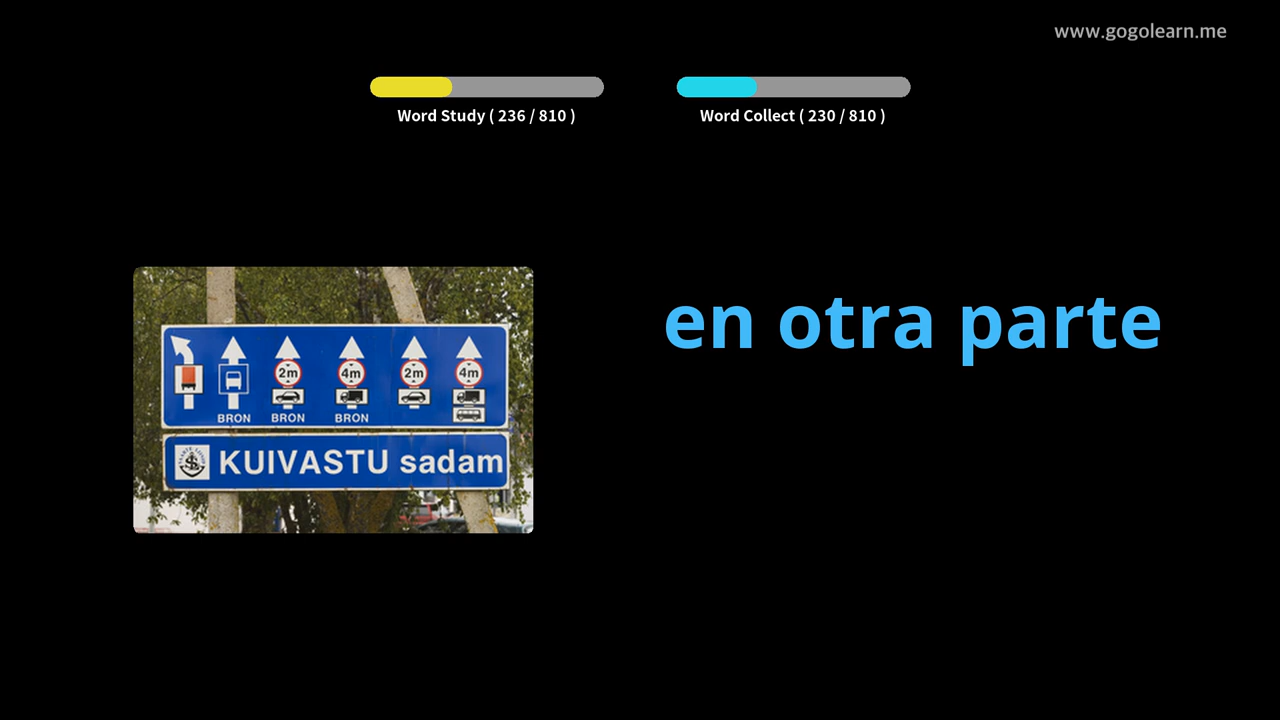 www.gogolearn.me
Word Study ( 236 / 810 )
Word Collect ( 230 / 810 )
en otra parte
2m 4m 2m 4m
BRON BRON BRON
KUIVASTU sadam